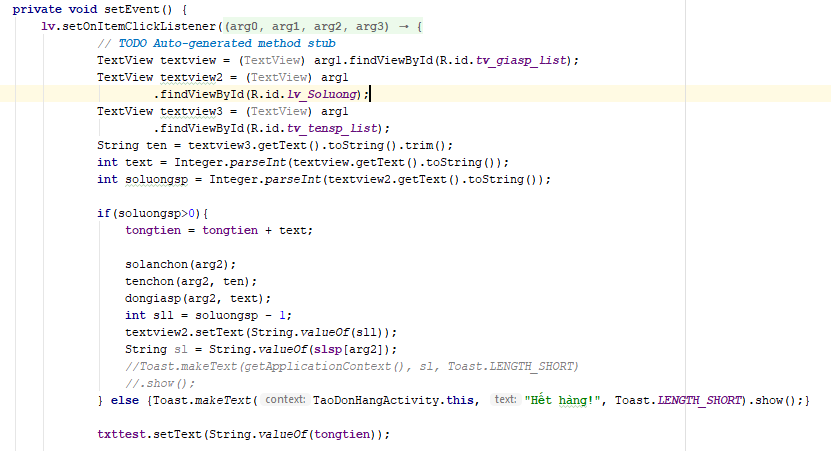 private void setEvent() {
lv.setOnItemClickListener((arg0, arg1, arg2, arg3) → {
// TODO Auto-generated method stub
TextView textview = (TextView) arg1.findViewById(R.id.tv_giasp_list);
TextView textview2 = (TextView) arg1
.findViewById(R.id.lv_Soluong);
TextView textview3 = (TextView) arg1
.findViewById(R.id.tv_tensp_list);
String ten = textview3.getText().toString().trim();
int text = Integer.parseInt(textview.getText().toString());
int soluongsp = Integer.parseInt(textview2.getText().toString());
if(soluongsp>0){
tongtien = tongtien + text;
solanchon(arg2);
tenchon(arg2, ten);
dongiasp(arg2, text);
int sll = soluongsp - 1;
textview2.setText(String.valueOf(sll));
String sl = String.valueOf(slsp[arg2]);
//Toast.makeText(getApplicationContext(), sl, Toast.LENGTH_SHORT)
//.show();
} else {Toast.makeText( context: TaoDonHangActivity.this, text: "Hết hàng!", Toast.LENGTH_SHORT).show();}
txttest.setText(String.valueOf(tongtien));